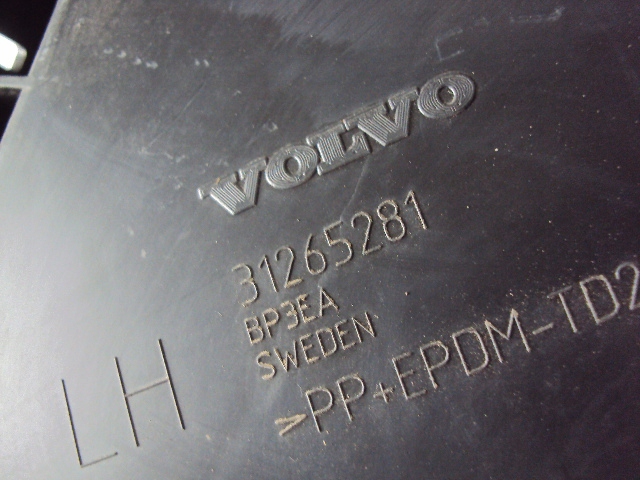 VOLVO
31265281
BP3EA
SWEDEN
LH
>PP+EPDM-TD2